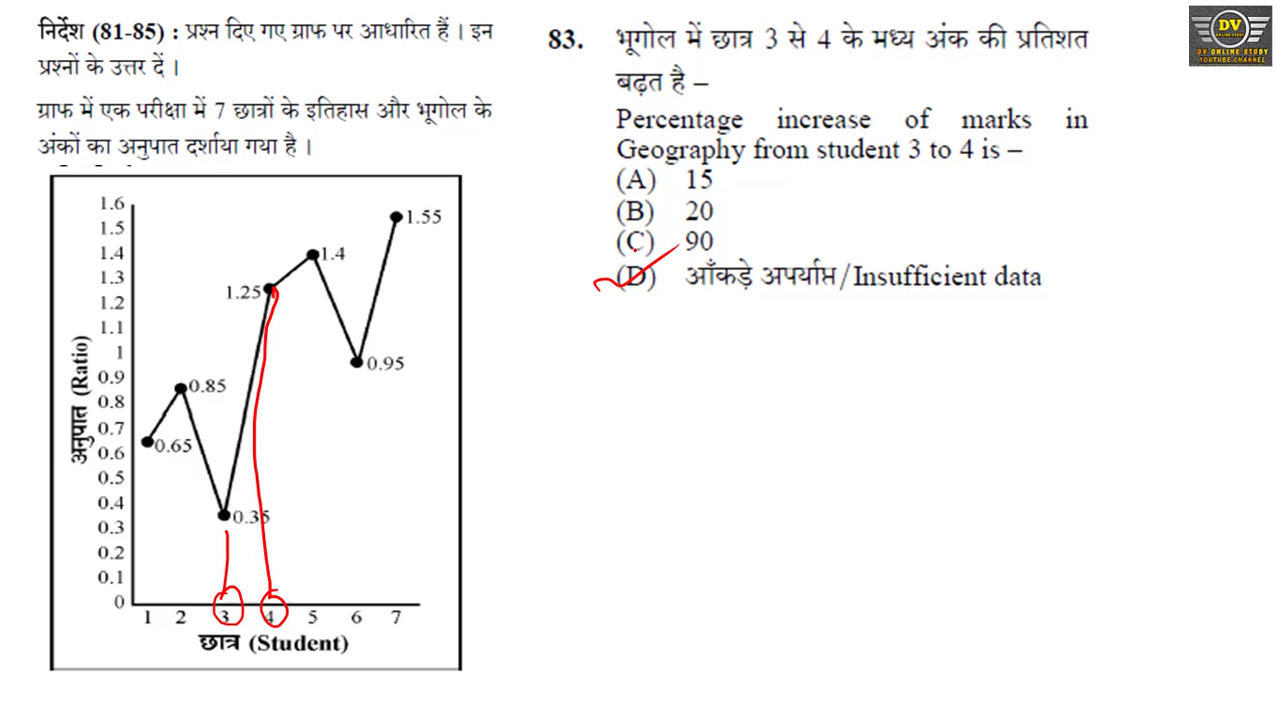 निर्देश (81-85) : प्रश्न दिए गए ग्राफ पर आधारित हैं । इन
प्रश्नों के उत्तर दें ।
ग्राफ में एक परीक्षा में 7 छात्रों के इतिहास और भूगोल के
अंकों का अनुपात दर्शाया गया है ।
1.6
1.5
1.4
1.3
1.2
1.1
1
0.9
0.8
0.7
0.6
0.5
0.4
0.3
0.2
0.1
0
अनुपात (Ratio)
0.65
0.85
0.35
1.25
1.4
0.95
1.55
1 2 3 4 5 6 7
छात्र (Student)
83. भूगोल में छात्र 3 से 4 के मध्य अंक की प्रतिशत
बढ़त है –
Percentage increase of marks in
Geography from student 3 to 4 is –
(A) 15
(B) 20
(C) 90
(D) आँकड़े अपर्याप्त/Insufficient data
DV
DV ONLINE STUDY
DV ONLINE STUDY
YOUTUBE CHANNEL